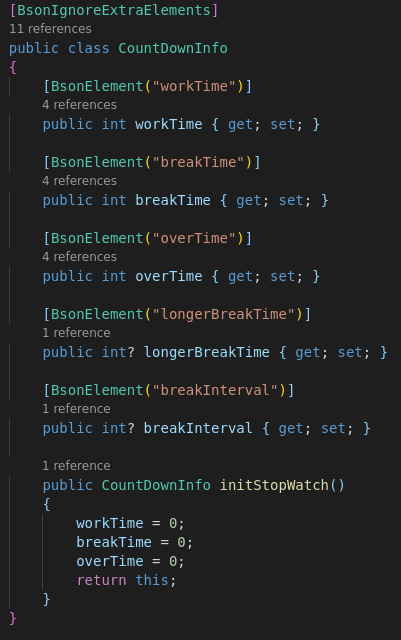 [BsonIgnoreExtraElements]
11 references
public class CountDownInfo
{
[BsonElement("workTime")]
4 references
public int workTime { get; set; }
[BsonElement("breakTime")]
4 references
public int breakTime { get; set; }
[BsonElement("overTime")]
4 references
public int overTime { get; set; }
[BsonElement("longerBreakTime")]
1 reference
public int? longerBreakTime { get; set; }
[BsonElement("breakInterval")]
1 reference
public int? breakInterval { get; set; }
1 reference
public CountDownInfo initStopWatch()
{
workTime = 0;
breakTime = 0;
overTime = 0;
return this;
}
}